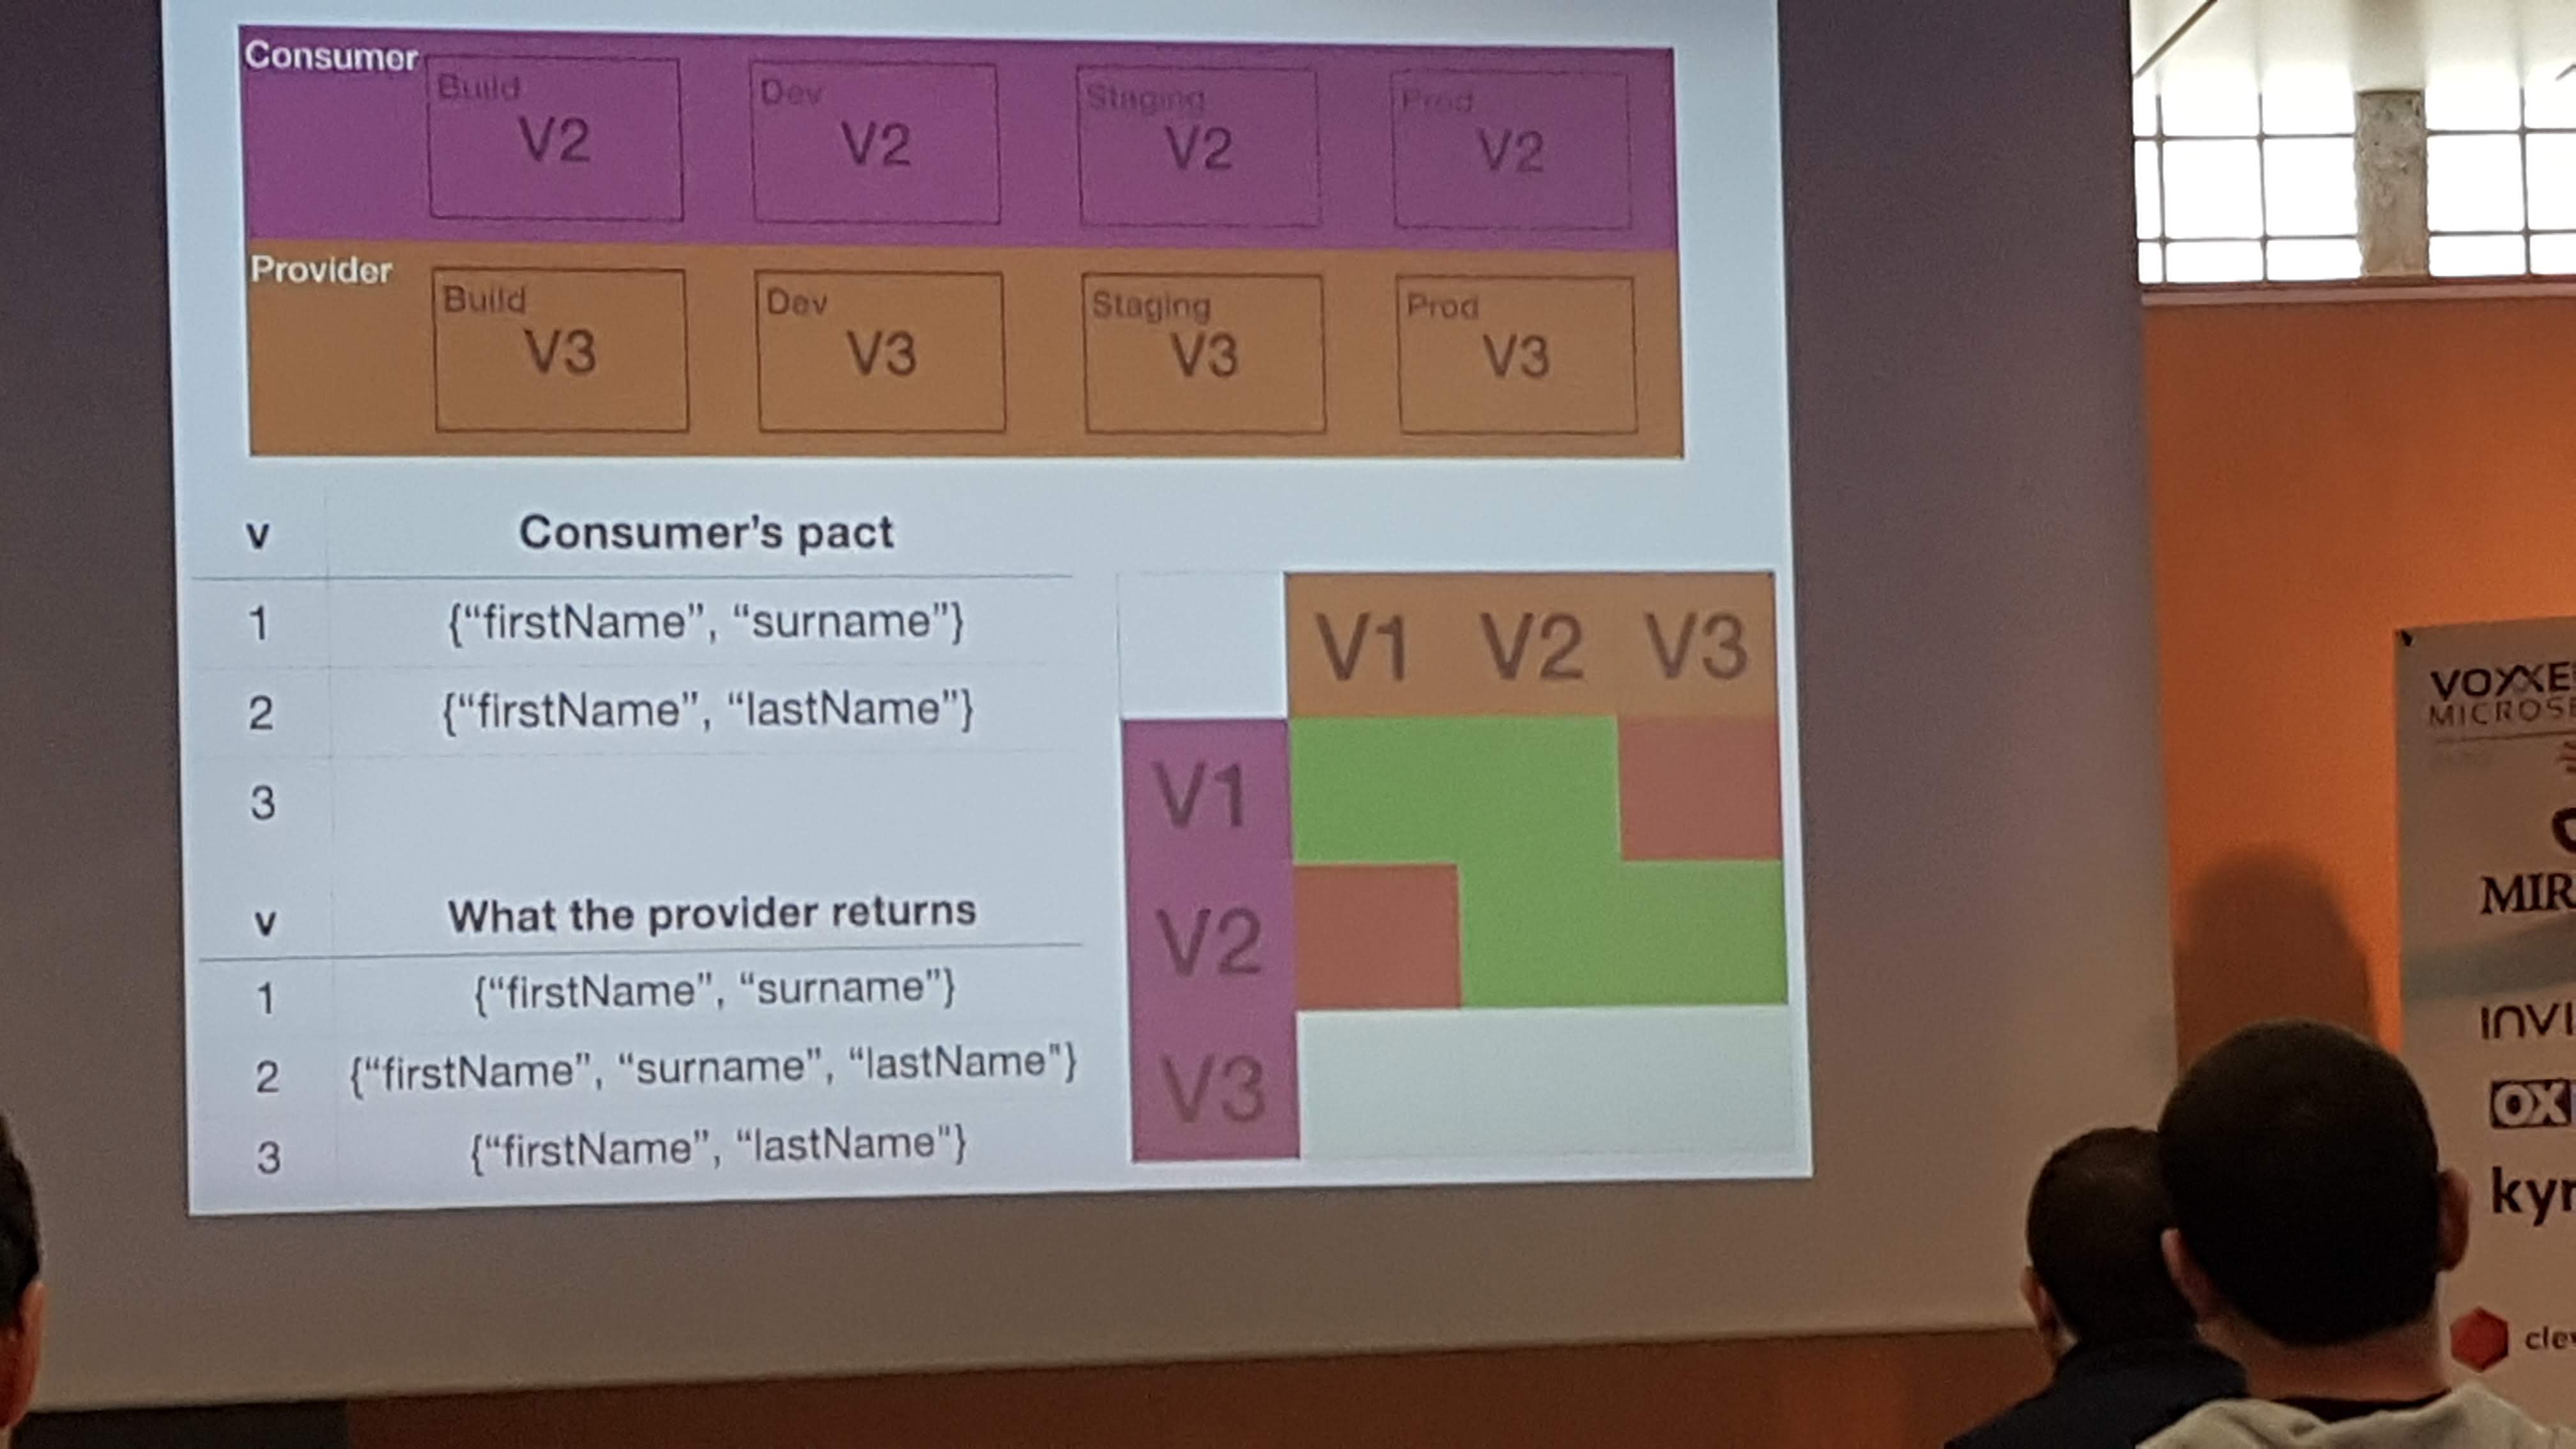 Consumer
Build Dev Staging Prod
V2 V2 V2 V2
Provider
Build Dev Staging Prod
V3 V3 V3 V3
v Consumer’s pact
1 {“firstName”, “surname”}
2 {“firstName”, “lastName”}
3
v What the provider returns
1 {“firstName”, “surname”}
2 {“firstName”, “surname”, “lastName"}
3 {“firstName”, “lastName"}
V1 V2 V3
V1
V2
V3
VOXXE
MICROS
MIR
INVI
OX
kyr
cle